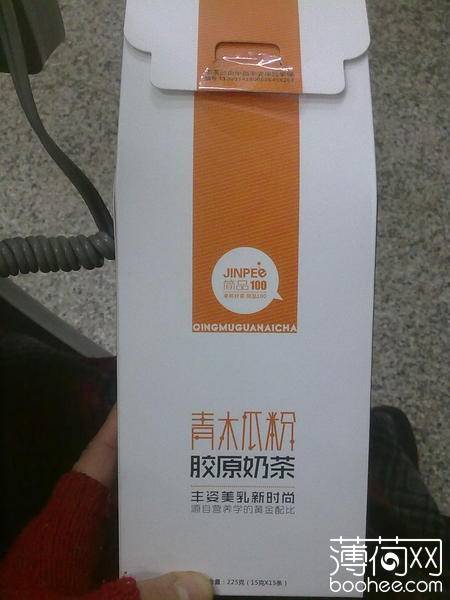 JINPEe
简品100
QINGMUGUANAICHA
青木瓜粉
胶原奶茶
丰姿美乳新时尚
源自营养学的黄金配比
量：225克（15克X15条）
薄荷网
boohee.com